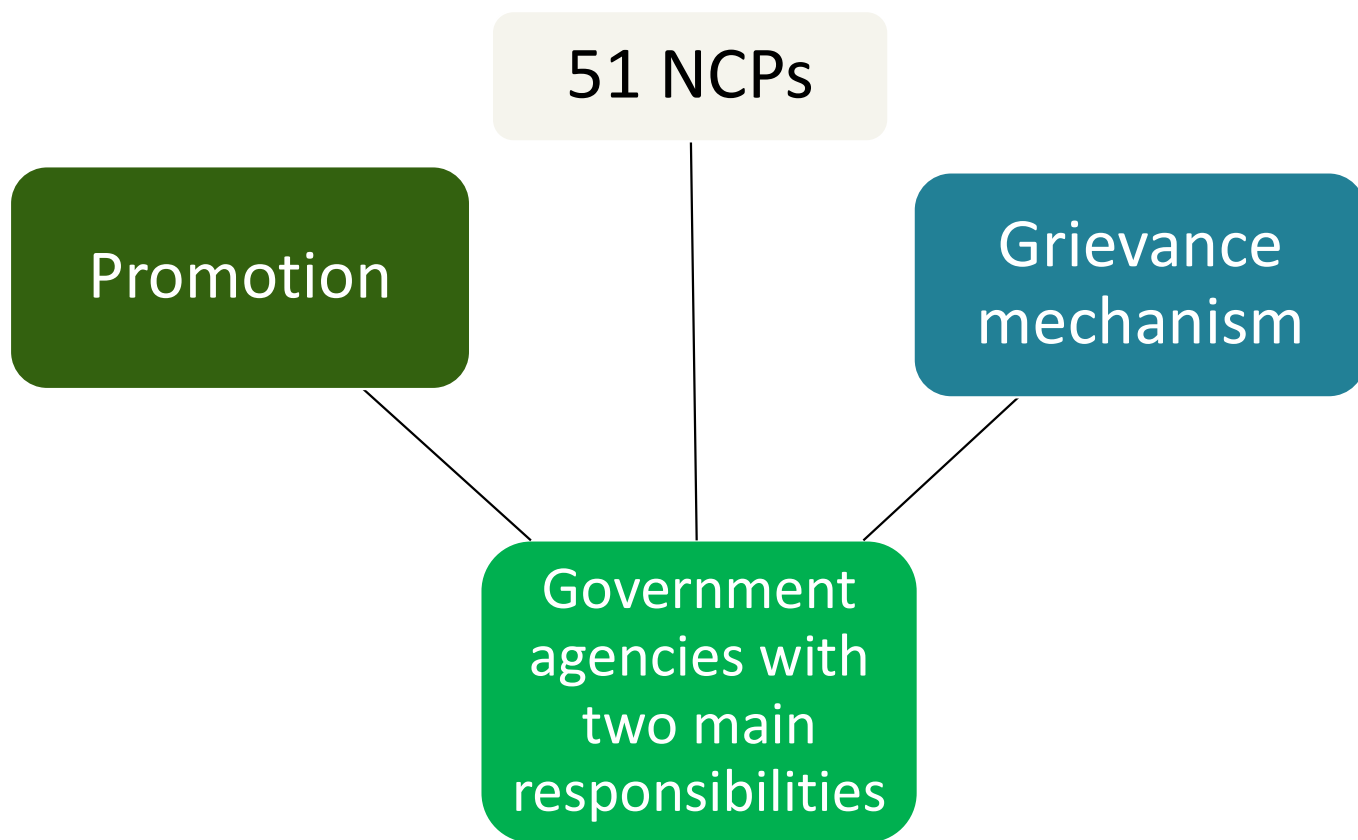 51 NCPs
Promotion
Grievance
mechanism
Government
agencies with
two main
responsibilities